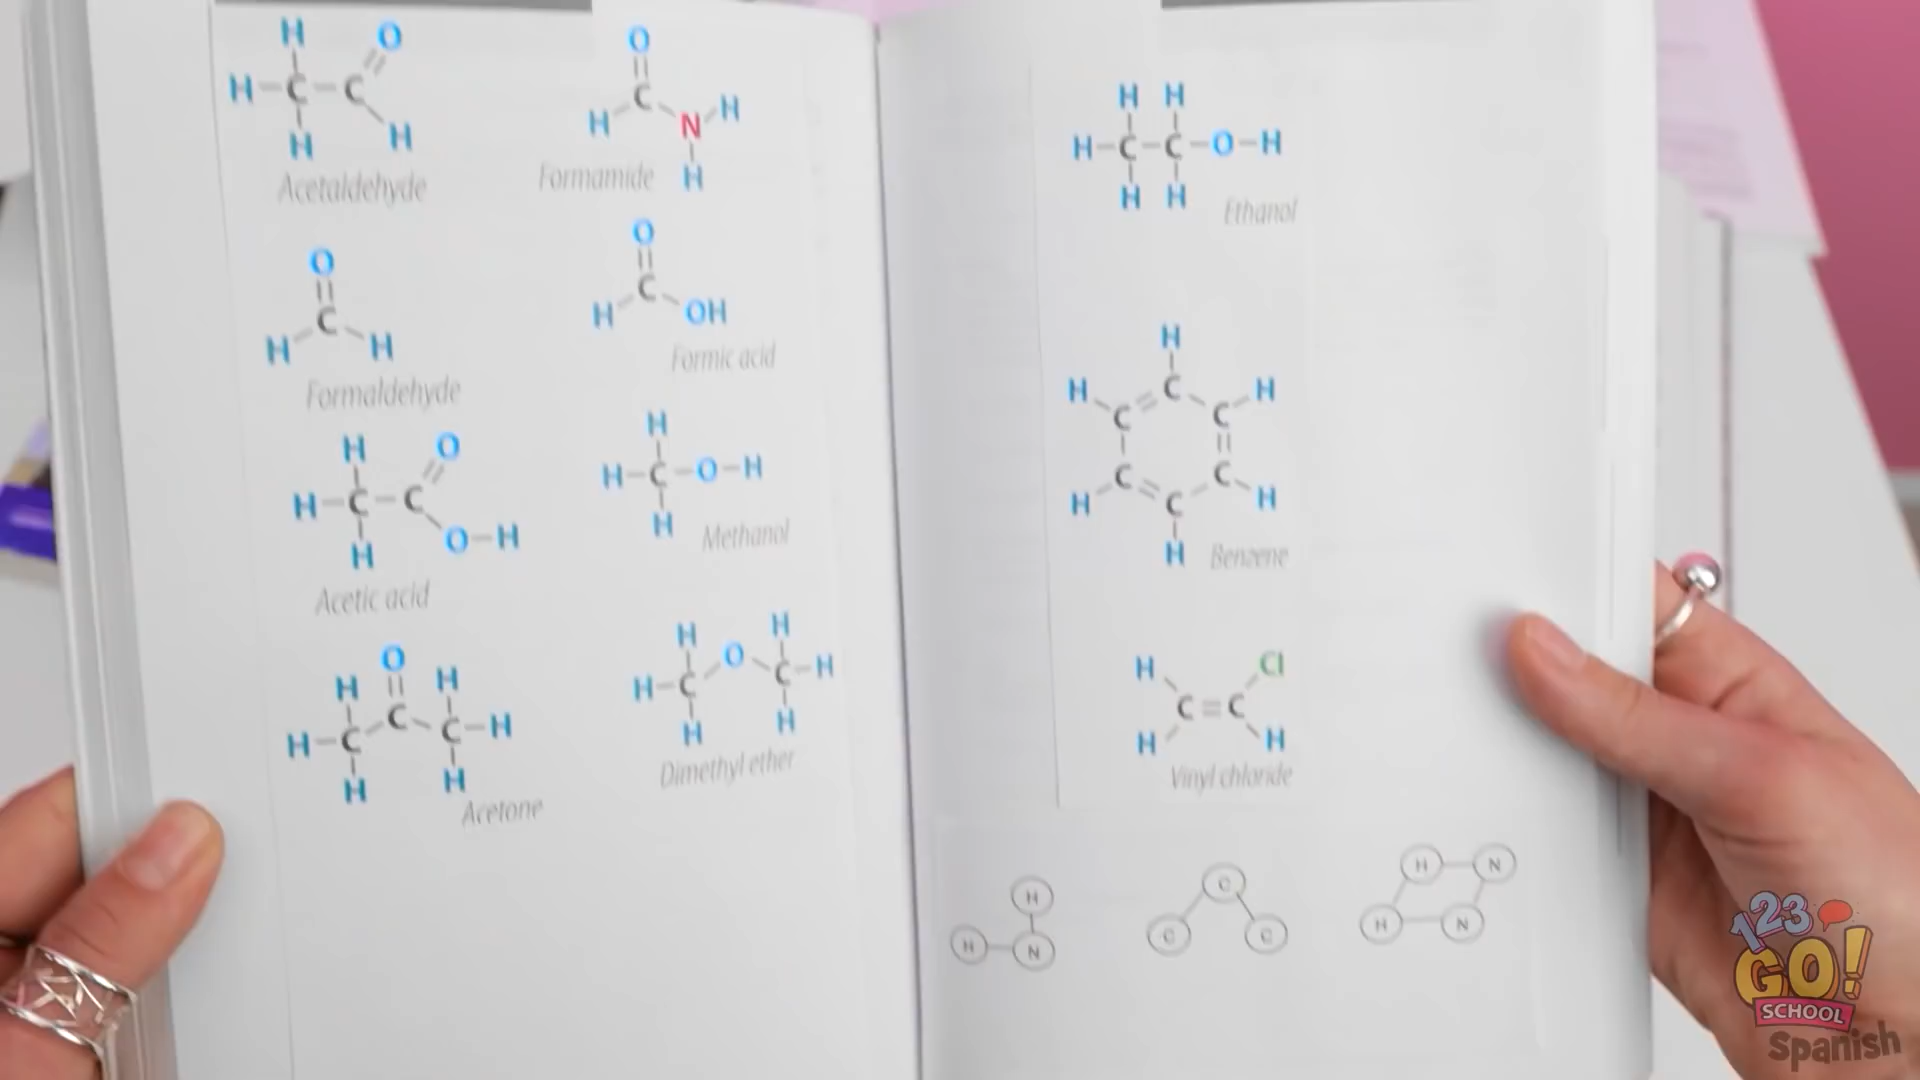 H
O
H C C
H
H
Acetaldehyde
O
C
H
N
H
H
Formamide
O
C
H
H
Formaldehyde
O
C
H
OH
Formic acid
H
O
H C C
H
O H
Acetic acid
H
H C O H
H
Methanol
O
H
H
C
H C
C H
H
H
Acetone
H
H
O
H C
C H
H
H
Dimethyl ether
H H
H C C O H
H H
Ethanol
H
H
C
H
C
C
C
C
H
C
H
H
Benzene
H
Cl
C C
H
H
Vinyl chloride
H
H
N
C
C
C
H
N
H
N
123
GO!
SCHOOL
Spanish